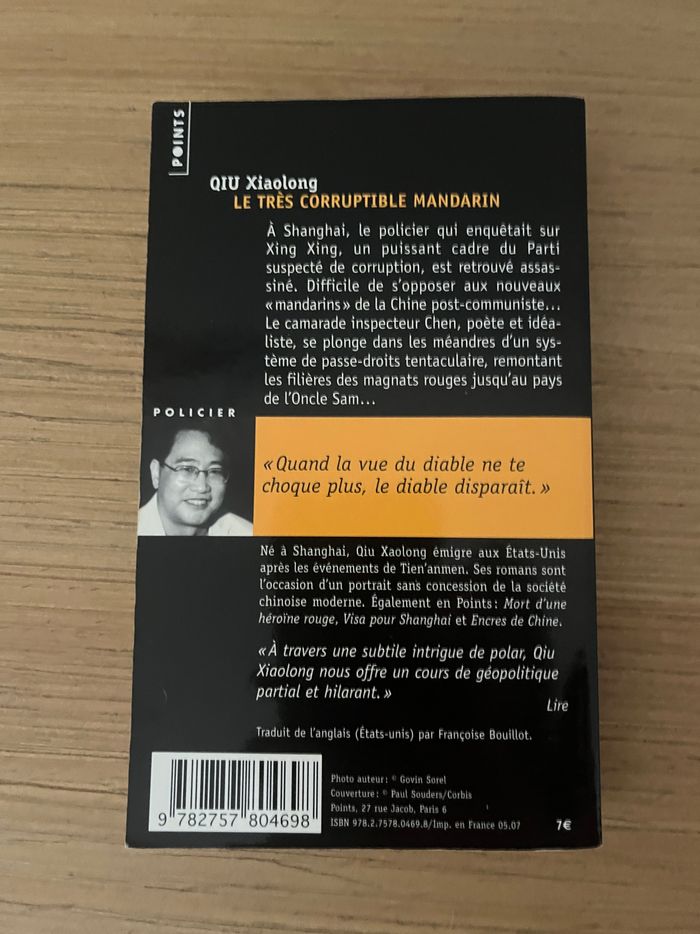 POINTS
QIU Xiaolong
LE TRÈS CORRUPTIBLE MANDARIN
À Shanghai, le policier qui enquêtait sur
Xing Xing, un puissant cadre du Parti
suspecté de corruption, est retrouvé assas-
siné. Difficile de s'opposer aux nouveaux
«mandarins» de la Chine post-communiste...
Le camarade inspecteur Chen, poète et idéa-
liste, se plonge dans les méandres d'un sys-
tème de passe-droits tentaculaire, remontant
les filières des magnats rouges jusqu'au pays
de l'Oncle Sam...
POLICIER
«Quand la vue du diable ne te
choque plus, le diable disparaît.»
Né à Shanghai, Qiu Xaolong émigre aux États-Unis
après les événements de Tien'anmen. Ses romans sont
l'occasion d'un portrait sans concession de la société
chinoise moderne. Également en Points: Mort d'une
héroïne rouge, Visa pour Shanghai et Encres de Chine.
«À travers une subtile intrigue de polar, Qiu
Xiaolong nous offre un cours de géopolitique
partial et hilarant.»
Lire
Traduit de l'anglais (États-unis) par Françoise Bouillot.
9 782757 804698
Photo auteur: © Govin Sorel
Couverture: © Paul Souders/Corbis
Points, 27 rue Jacob, Paris 6
ISBN 978.2.7578.0469.8/Imp. en France 05.07
7€